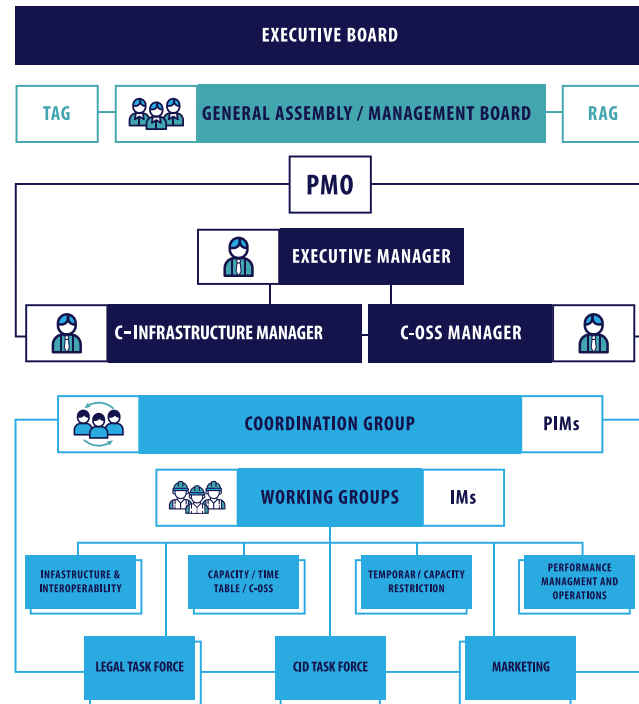 EXECUTIVE BOARD
TAG
GENERAL ASSEMBLY / MANAGEMENT BOARD
RAG
PMO
EXECUTIVE MANAGER
C-INFRASTRUCTURE MANAGER
C-OSS MANAGER
COORDINATION GROUP
PIMs
WORKING GROUPS
IMs
INFASTRUCTURE &
INTEROPERABILITY
CAPACITY / TIME
TABLE / C-OSS
TEMPORAR / CAPACITY
RESTRICTION
PERFORMANCE
MANAGMENT AND
OPERATIONS
LEGAL TASK FORCE
CID TASK FORCE
MARKETING